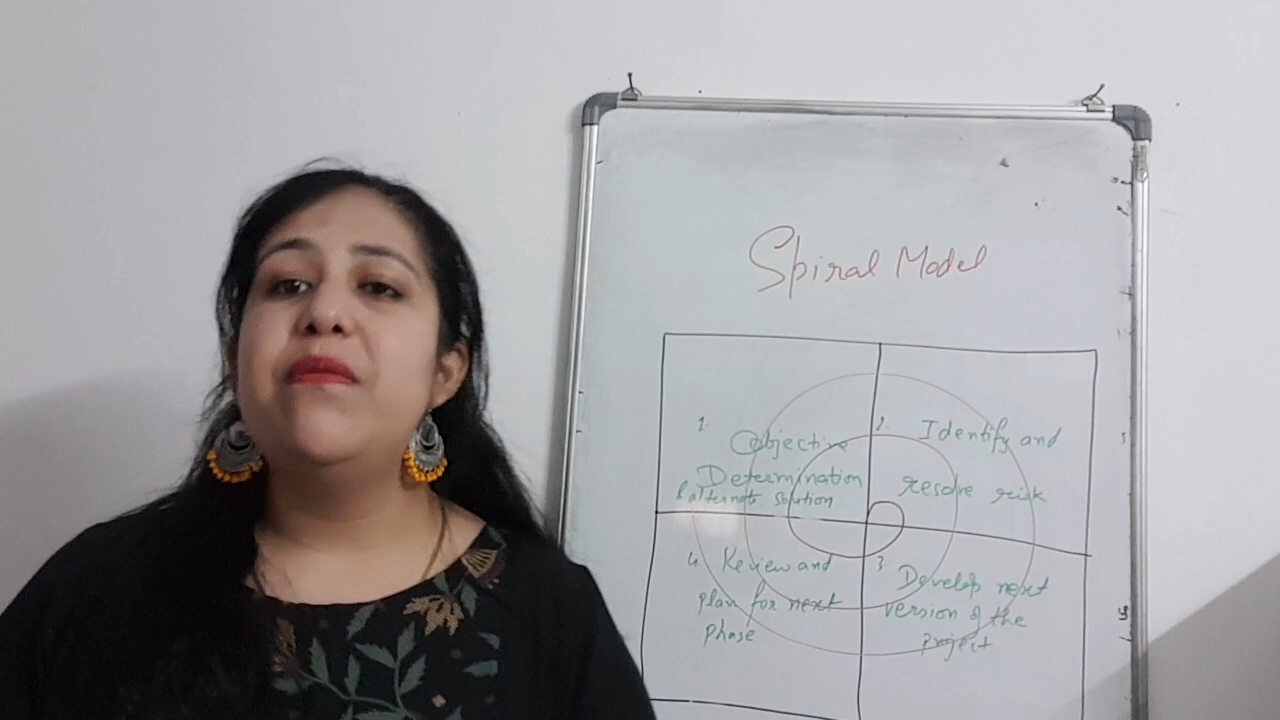 Spiral Model
1. Objective
Determination
& alternate solution
2. Identify and
resolve risk
4. Review and
plan for next
phase
3 Develop next
version of the
project